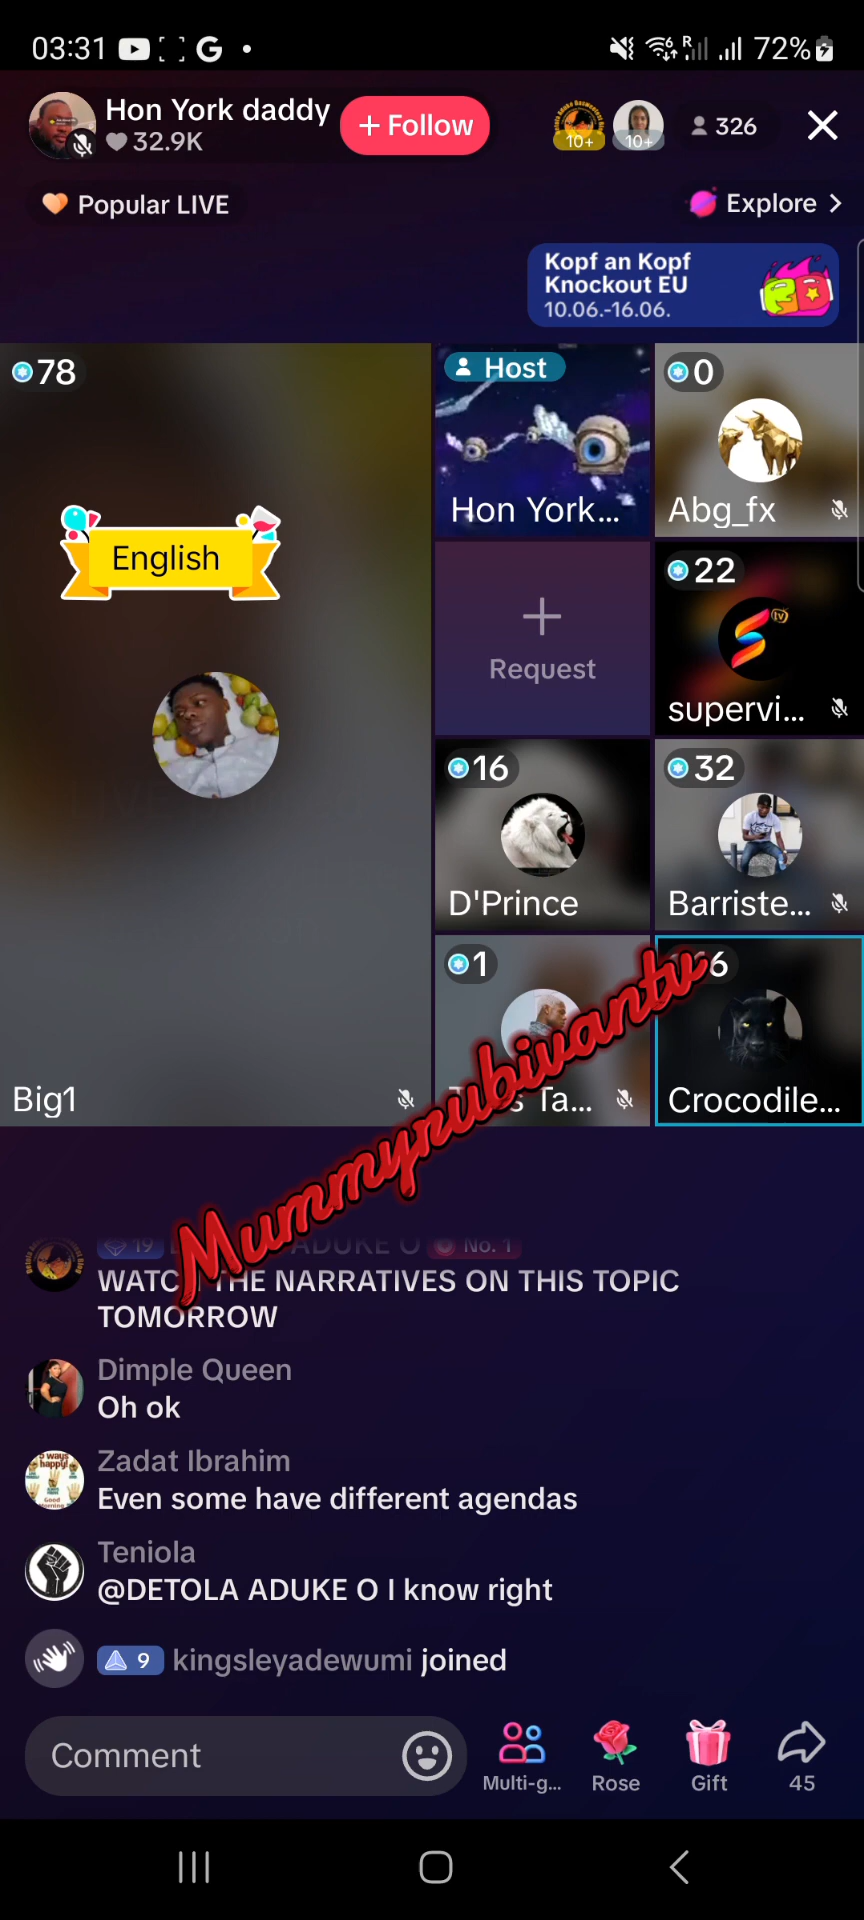 03:31
R
72%
Hon York daddy
32.9K
+ Follow
10+
10+
326
Popular LIVE
Explore
Kopf an Kopf
Knockout EU
10.06.-16.06.
78
Host
Hon York...
0
Abg_fx
English
Request
22
tv
supervi...
16
D'Prince
32
Barriste...
1
Ta...
6
Crocodile...
Big1
Mummyrubivantv
19
ADUKE O
No. 1
THE NARRATIVES ON THIS TOPIC
TOMORROW
Dimple Queen
Oh ok
Zadat Ibrahim
Even some have different agendas
Teniola
@DETOLA ADUKE O I know right
9 kingsleyadewumi joined
Comment
Multi-g...
Rose
Gift
45